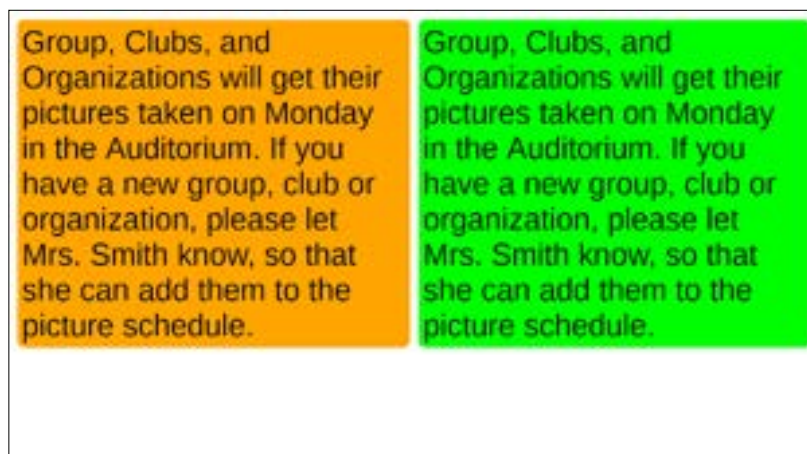 Group, Clubs, and
Organizations will get their
pictures taken on Monday
in the Auditorium. If you
have a new group, club or
organization, please let
Mrs. Smith know, so that
she can add them to the
picture schedule.
Group, Clubs, and
Organizations will get their
pictures taken on Monday
in the Auditorium. If you
have a new group, club or
organization, please let
Mrs. Smith know, so that
she can add them to the
picture schedule.